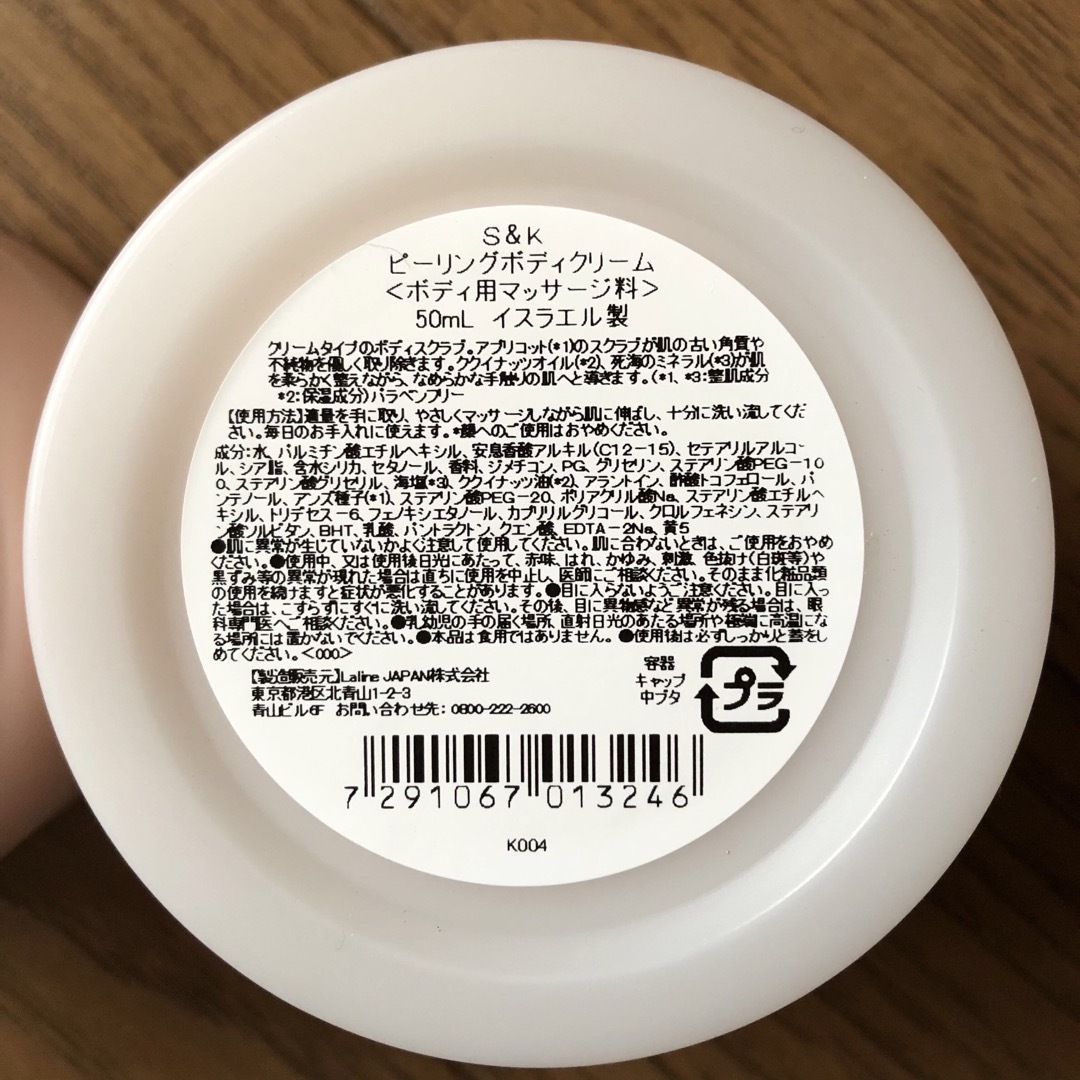 S&K
ピーリングボディクリーム
<ボディ用マッサージ料>
50mL イスラエル製
クリームタイプのボディスクラブ。アプリコット(*1)のスクラブが肌の古い角質や
不純物を優しく取り除きます。ククイナッツオイル(*2)、死海のミネラル(*3)が肌
を柔らかく整えながら、なめらかな手触りの肌へと導きます。(*1、*3:整肌成分
*2:保湿成分)パラベンフリー
【使用方法】適量を手に取り、やさしくマッサージしながら肌に伸ばし、十分に洗い流してくだ
さい。毎日のお手入れに使えます。*顔へのご使用はおやめください。
成分:水、パルミチン酸エチルヘキシル、安息香酸アルキル(C12-15)、セテアリルアルコー
ル、シア脂、含水シリカ、セタノール、香料、ジメチコン、PG、グリセリン、ステアリン酸PEG-10
0、ステアリン酸グリセリル、海塩(*3)、ククイナッツ油(*2)、アラントイン、酢酸トコフェロール、パ
ンテノール、アンズ種子(*1)、ステアリン酸PEG-20、ポリアクリル酸Na、ステアリン酸エチルヘ
キシル、トリデセス-6、フェノキシエタノール、カプリリルグリコール、クロルフェネシン、ステアリ
ン酸ソルビタン、BHT、乳酸、パントラクトン、クエン酸、EDTA-2Na、黄5
●肌に異常が生じていないかよく注意して使用してください。肌に合わないときは、ご使用をおやめ
ください。●使用中、又は使用後日光にあたって、赤味、はれ、かゆみ、刺激、色抜け(白斑等)や
黒ずみ等の異常が現れた場合は直ちに使用を中止し、医師にご相談ください。そのまま化粧品類
の使用を続けますと症状が悪化することがあります。●目に入らないようご注意ください。目に入っ
た場合は、こすらずにすぐに洗い流してください。その後、目に異物感など異常が残る場合は、眼
科専門医へご相談ください。●乳幼児の手の届く場所、直射日光のあたる場所や極端に高温にな
る場所には置かないでください。●本品は食用ではありません。●使用後は必ずしっかりと蓋をし
めてください。<000>
【製造販売元】Laline JAPAN株式会社
東京都港区北青山1-2-3
青山ビル6F お問い合わせ先: 0800-222-2600
容器
キャップ
中ブタ
プラ
7 291067 013246
K004